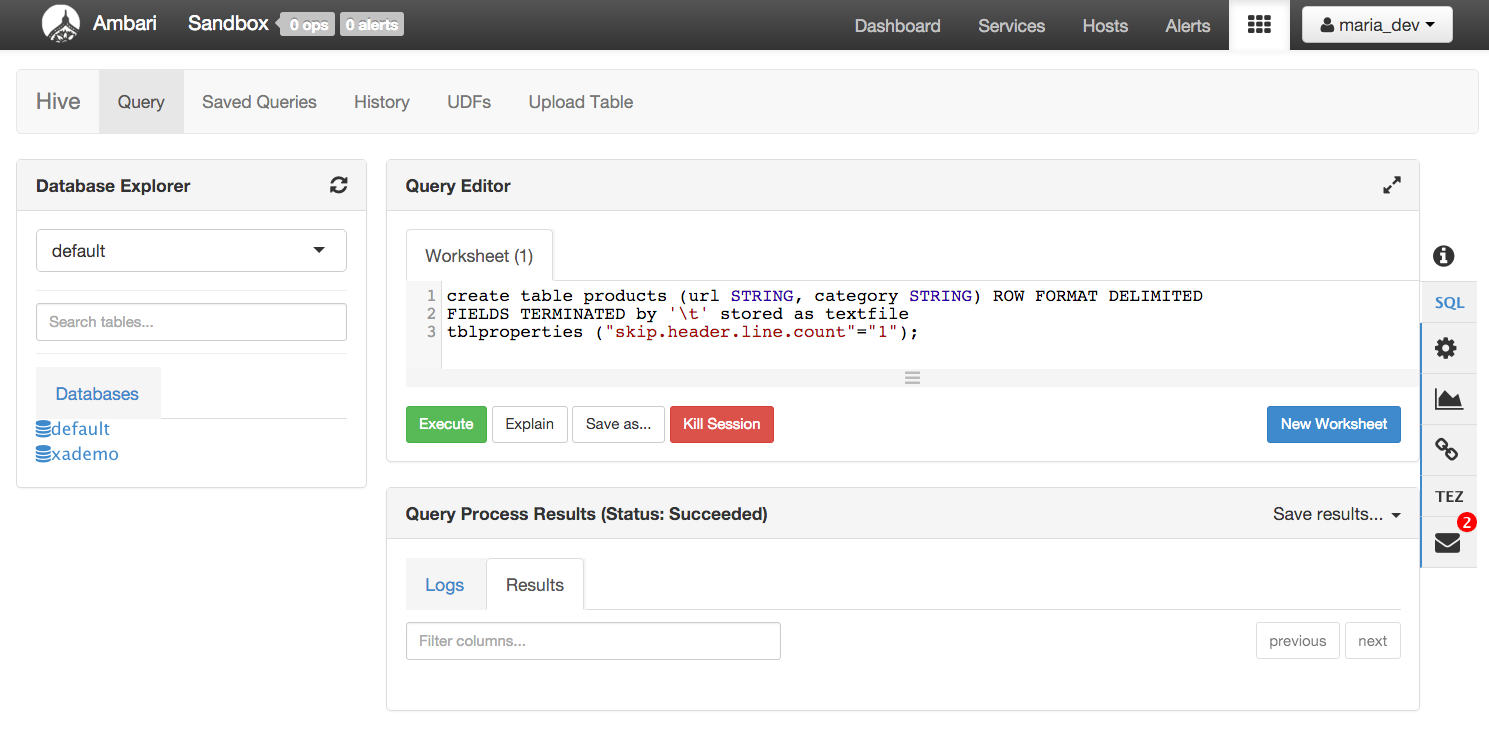 Ambari Sandbox 0 ops 0 alerts Dashboard Services Hosts Alerts maria_dev
Hive Query Saved Queries History UDFs Upload Table
Database Explorer
default
Search tables...
Databases
default
xademo
Query Editor
Worksheet (1)
1 create table products (url STRING, category STRING) ROW FORMAT DELIMITED
2 FIELDS TERMINATED by '\t' stored as textfile
3 tblproperties ("skip.header.line.count"="1");
Execute Explain Save as... Kill Session New Worksheet
Query Process Results (Status: Succeeded) Save results...
Logs Results
Filter columns... previous next
SQL
TEZ
2